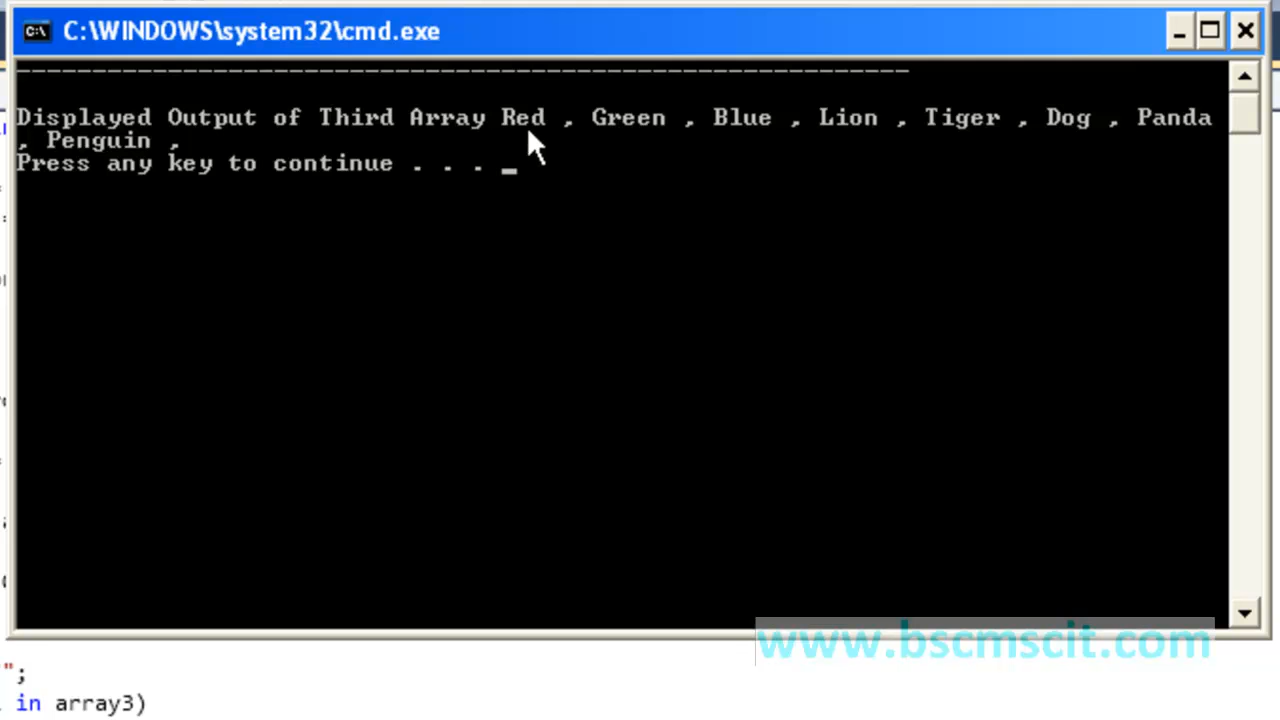 C:\WINDOWS\system32\cmd.exe
Displayed Output of Third Array Red , Green , Blue , Lion , Tiger , Dog , Panda
, Penguin ,
Press any key to continue . . . _
www.bscmscit.com
";
in array3)